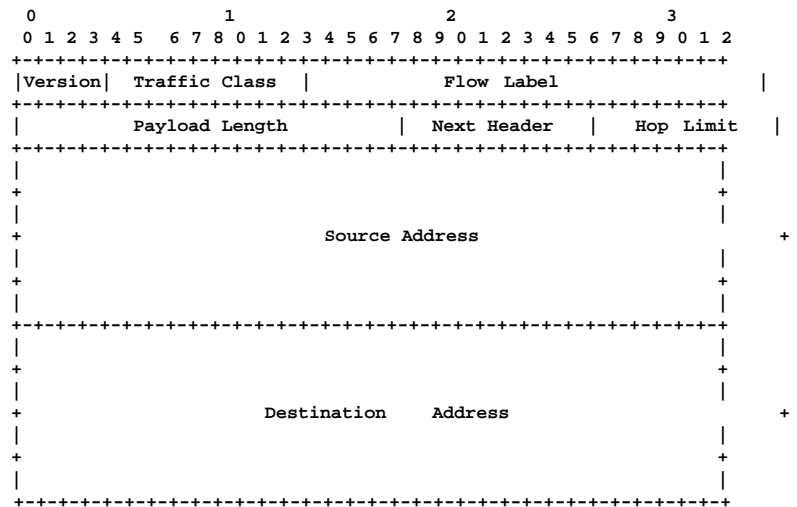 0 1 2 3
0 1 2 3 4 5 6 7 8 0 1 2 3 4 5 6 7 8 9 0 1 2 3 4 5 6 7 8 9 0 1 2
+-+-+-+-+-+-+-+-+-+-+-+-+-+-+-+-+-+-+-+-+-+-+-+-+-+-+-+-+-+-+-+-+
|Version| Traffic Class | Flow Label |
+-+-+-+-+-+-+-+-+-+-+-+-+-+-+-+-+-+-+-+-+-+-+-+-+-+-+-+-+-+-+-+-+
| Payload Length | Next Header | Hop Limit |
+-+-+-+-+-+-+-+-+-+-+-+-+-+-+-+-+-+-+-+-+-+-+-+-+-+-+-+-+-+-+-+-+
| |
+ +
| |
+ Source Address +
| |
+ +
| |
+-+-+-+-+-+-+-+-+-+-+-+-+-+-+-+-+-+-+-+-+-+-+-+-+-+-+-+-+-+-+-+-+
| |
+ +
| |
+ Destination Address +
| |
+ +
| |
+-+-+-+-+-+-+-+-+-+-+-+-+-+-+-+-+-+-+-+-+-+-+-+-+-+-+-+-+-+-+-+-+